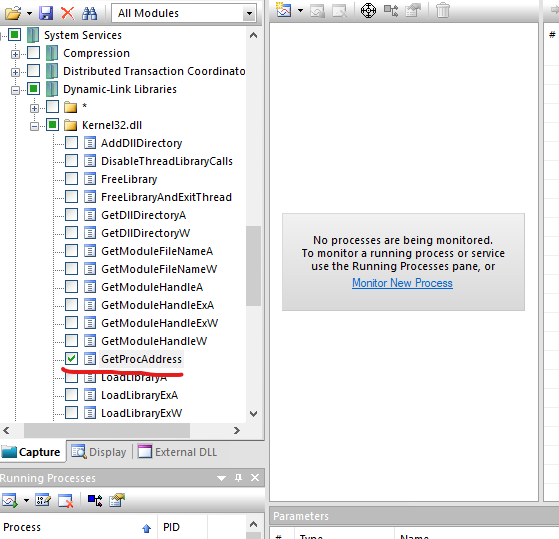 All Modules
System Services
Compression
Distributed Transaction Coordinato
Dynamic-Link Libraries
*
Kernel32.dll
AddDllDirectory
DisableThreadLibraryCalls
FreeLibrary
FreeLibraryAndExitThread
GetDllDirectoryA
GetDllDirectoryW
GetModuleFileNameA
GetModuleFileNameW
GetModuleHandleA
GetModuleHandleExA
GetModuleHandleExW
GetModuleHandleW
GetProcAddress
LoadLibraryA
LoadLibraryExA
LoadLibraryExW
Capture Display External DLL
Running Processes
Process PID
#
No processes are being monitored.
To monitor a running process or service
use the Running Processes pane, or
Monitor New Process
Parameters
# Type Name